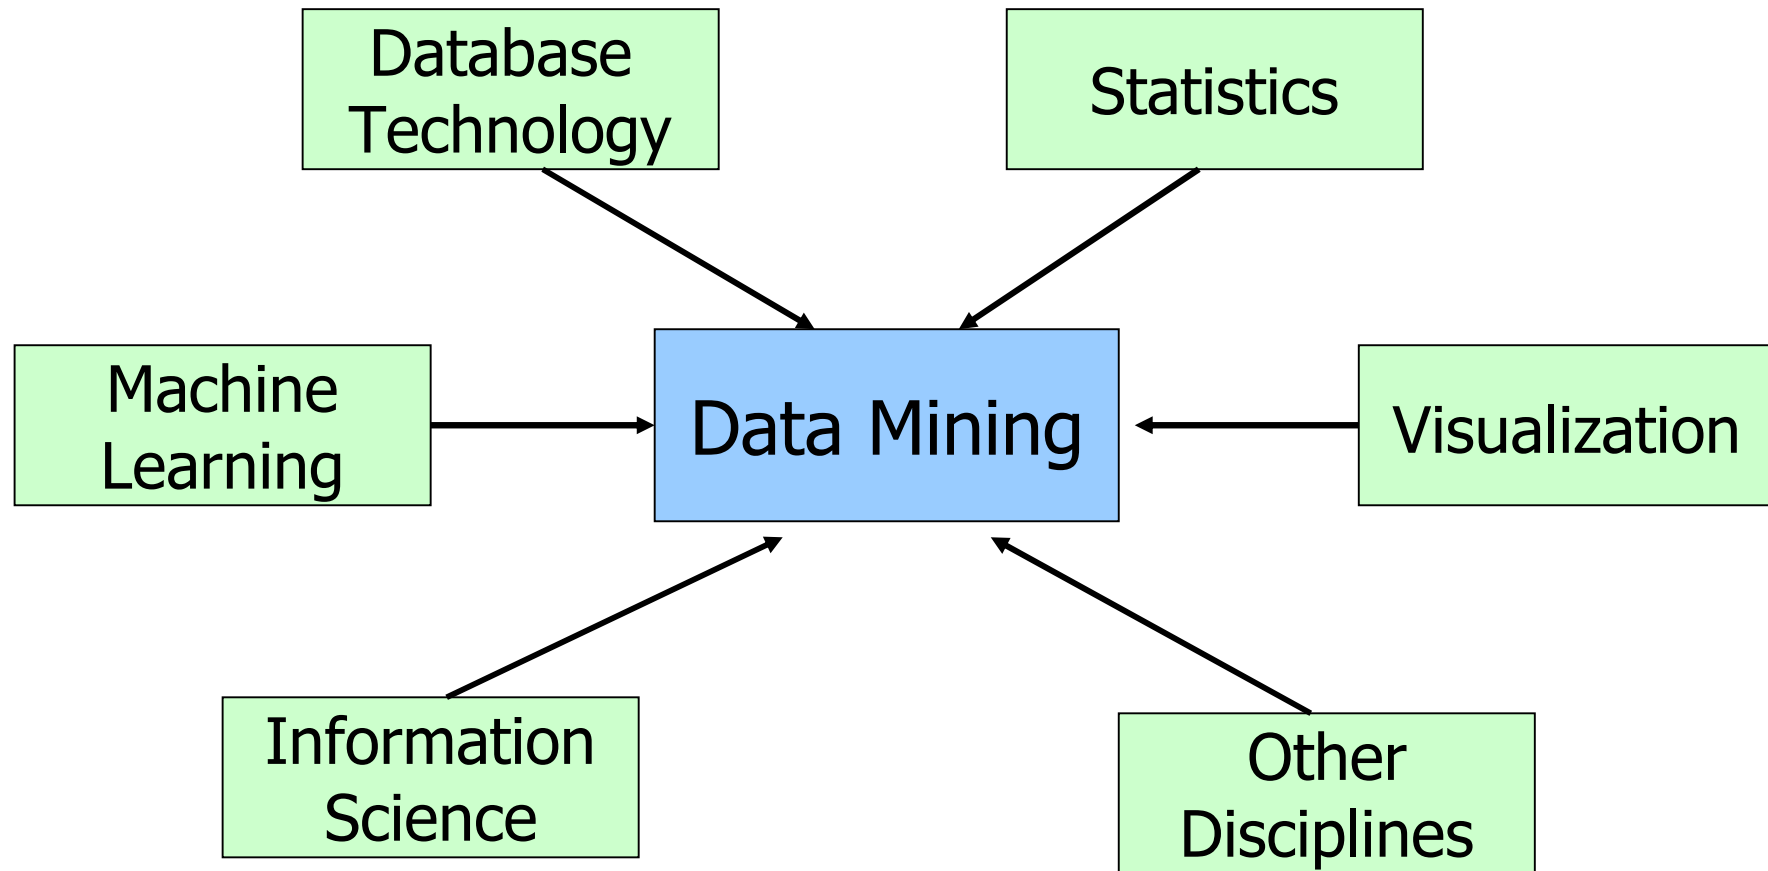 Database
Technology
Statistics
Machine
Learning
Data Mining
Visualization
Information
Science
Other
Disciplines